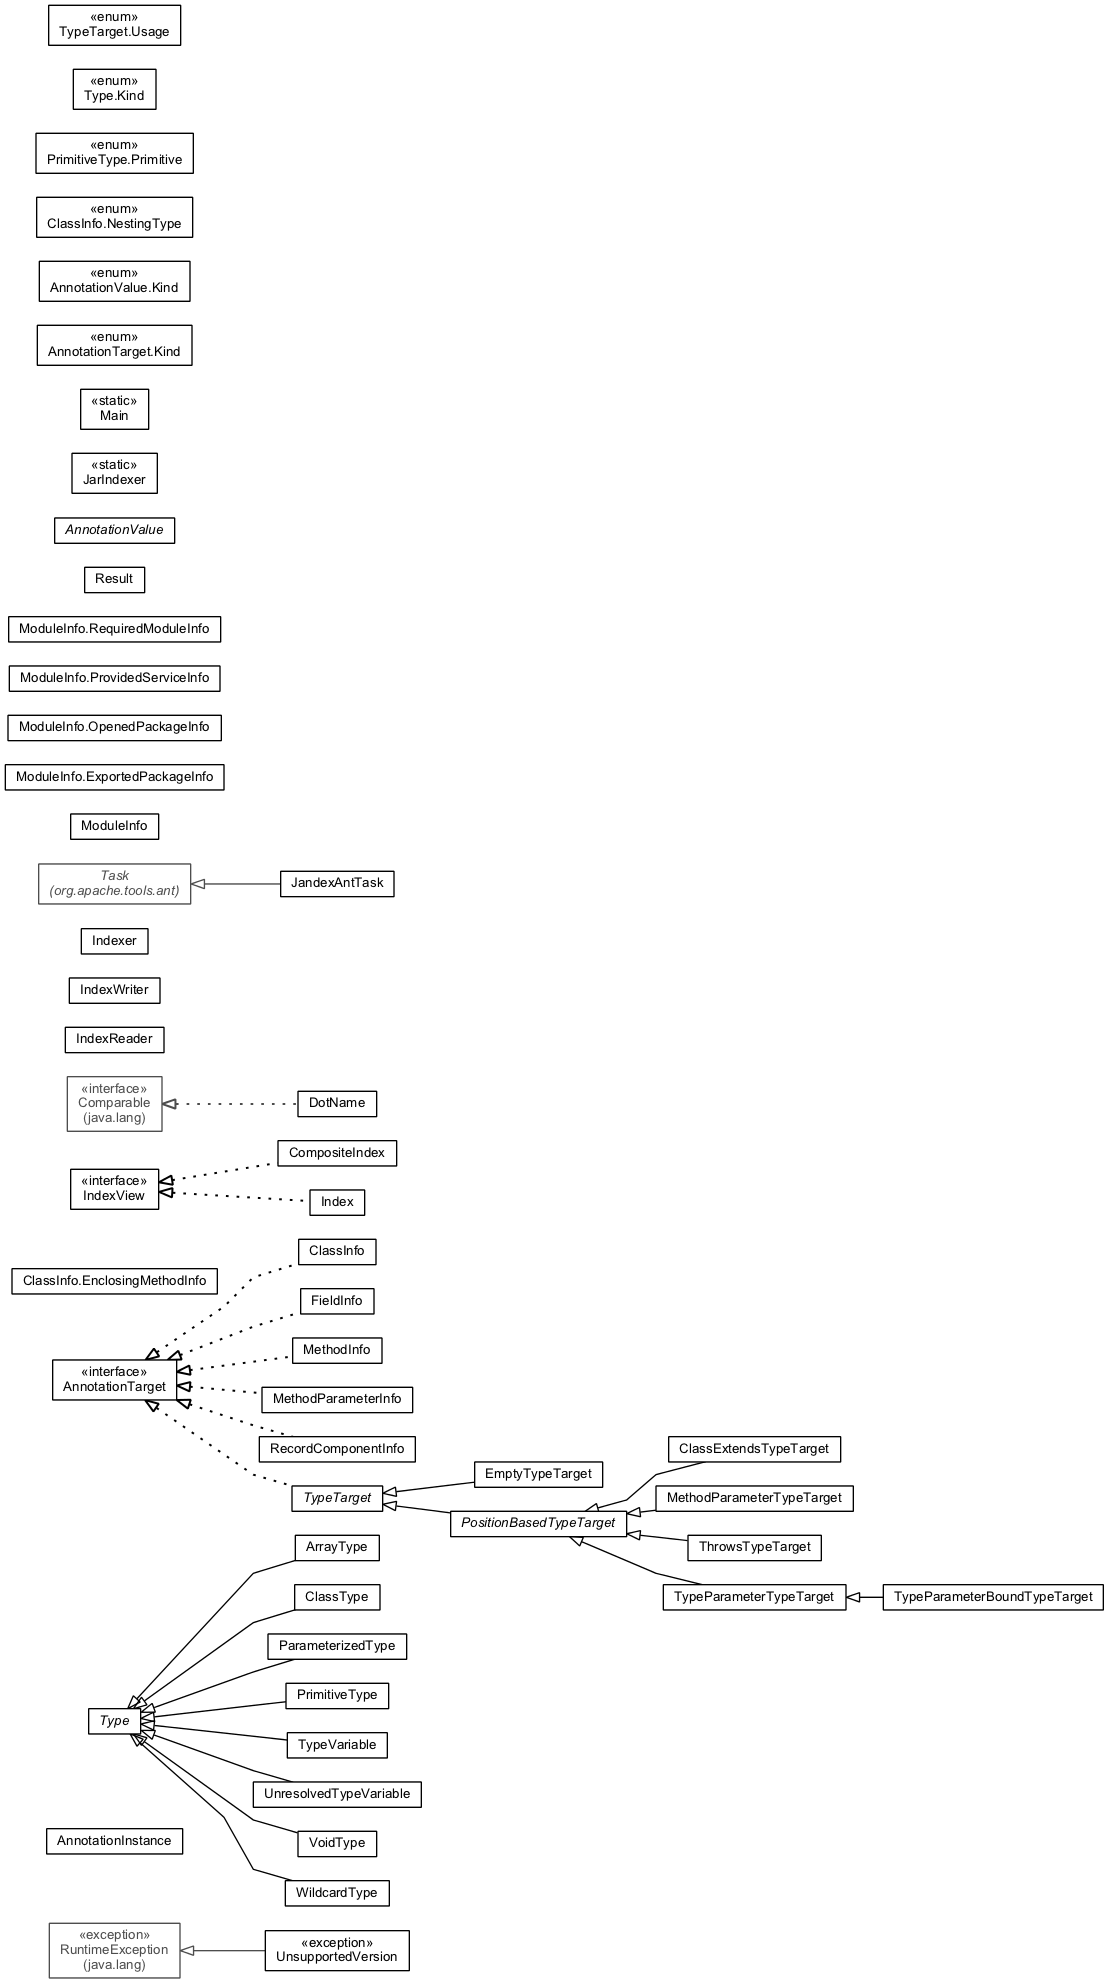 «enum»
TypeTarget.Usage
«enum»
Type.Kind
«enum»
PrimitiveType.Primitive
«enum»
ClassInfo.NestingType
«enum»
AnnotationValue.Kind
«enum»
AnnotationTarget.Kind
«static»
Main
«static»
JarIndexer
AnnotationValue
Result
ModuleInfo.RequiredModuleInfo
ModuleInfo.ProvidedServiceInfo
ModuleInfo.OpenedPackageInfo
ModuleInfo.ExportedPackageInfo
ModuleInfo
Task
(org.apache.tools.ant)
JandexAntTask
Indexer
IndexWriter
IndexReader
«interface»
Comparable
(java.lang)
DotName
«interface»
IndexView
CompositeIndex
Index
ClassInfo
ClassInfo.EnclosingMethodInfo
FieldInfo
MethodInfo
«interface»
AnnotationTarget
MethodParameterInfo
RecordComponentInfo
TypeTarget
EmptyTypeTarget
PositionBasedTypeTarget
ClassExtendsTypeTarget
MethodParameterTypeTarget
ThrowsTypeTarget
TypeParameterTypeTarget
TypeParameterBoundTypeTarget
ArrayType
ClassType
ParameterizedType
PrimitiveType
Type
TypeVariable
UnresolvedTypeVariable
VoidType
AnnotationInstance
WildcardType
«exception»
RuntimeException
(java.lang)
«exception»
UnsupportedVersion